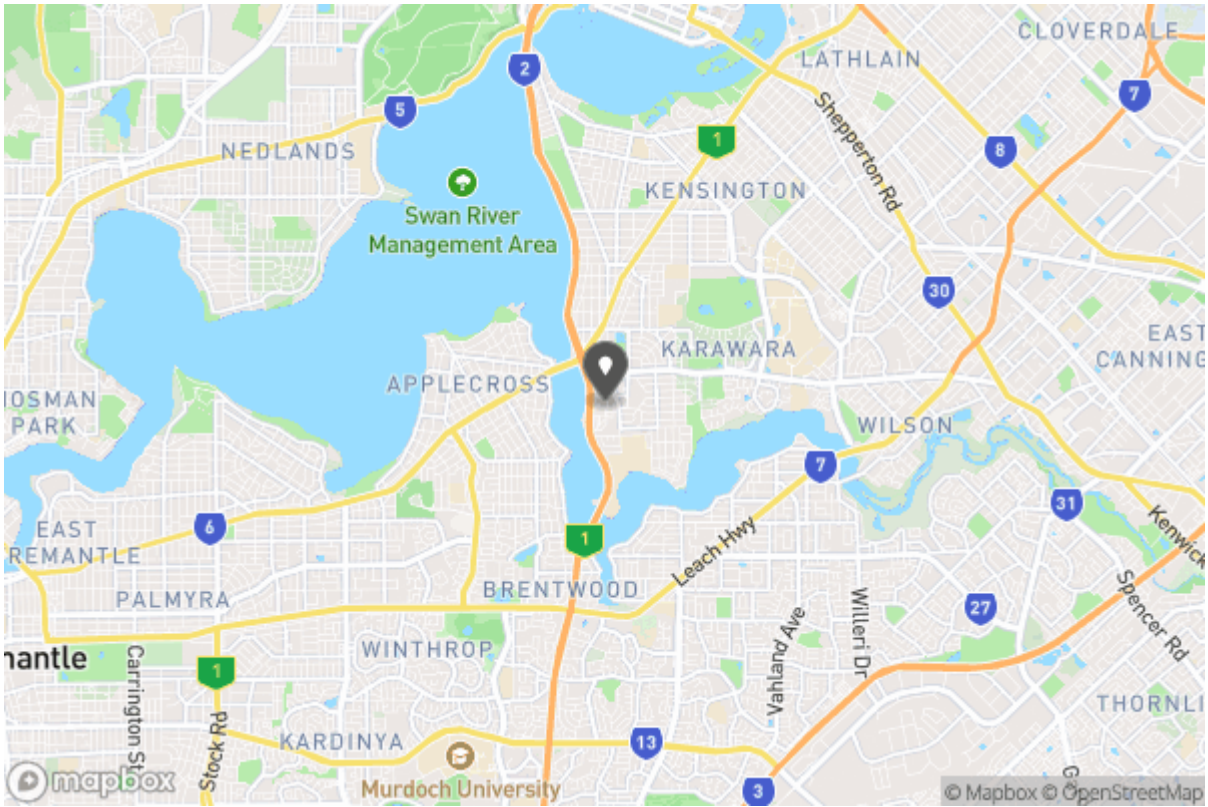 CLOVERDALE
LATHLAIN
2
7
5
Shepperton Rd
1
8
NEDLANDS
KENSINGTON
Swan River
Management Area
30
EAST
CANNING
KARAWARA
APPLECROSS
IOSMAN
PARK
WILSON
7
31
6
EAST
REMANTLE
1
Leach Hwy
Kenwick
BRENTWOOD
PALMYRA
27
Spencer Rd
Willeri Dr
Vahland Ave
WINTHROP
mantle
Carrington St
1
Stock Rd
THORNLI
KARDINYA
13
Murdoch University
3
G
mapbox
© Mapbox © OpenStreetMap